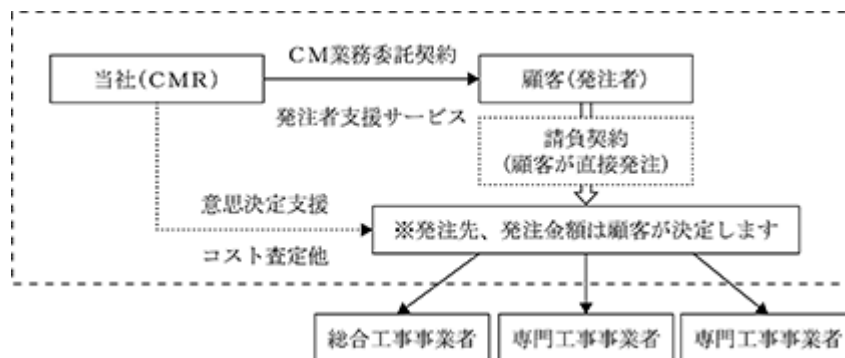 CM業務委託契約
当社(CMR)
顧客(発注者)
発注者支援サービス
請負契約
(顧客が直接発注)
意思決定支援
※発注先、発注金額は顧客が決定します
コスト査定他
総合工事事業者
専門工事事業者
専門工事事業者